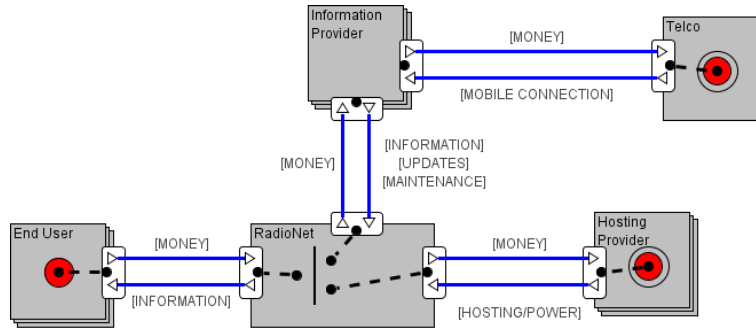 Information
Provider
[MONEY]
Telco
[MOBILE CONNECTION]
[MONEY]
[INFORMATION]
[UPDATES]
[MAINTENANCE]
End User
[MONEY]
[INFORMATION]
RadioNet
[MONEY]
[HOSTING/POWER]
Hosting
Provider